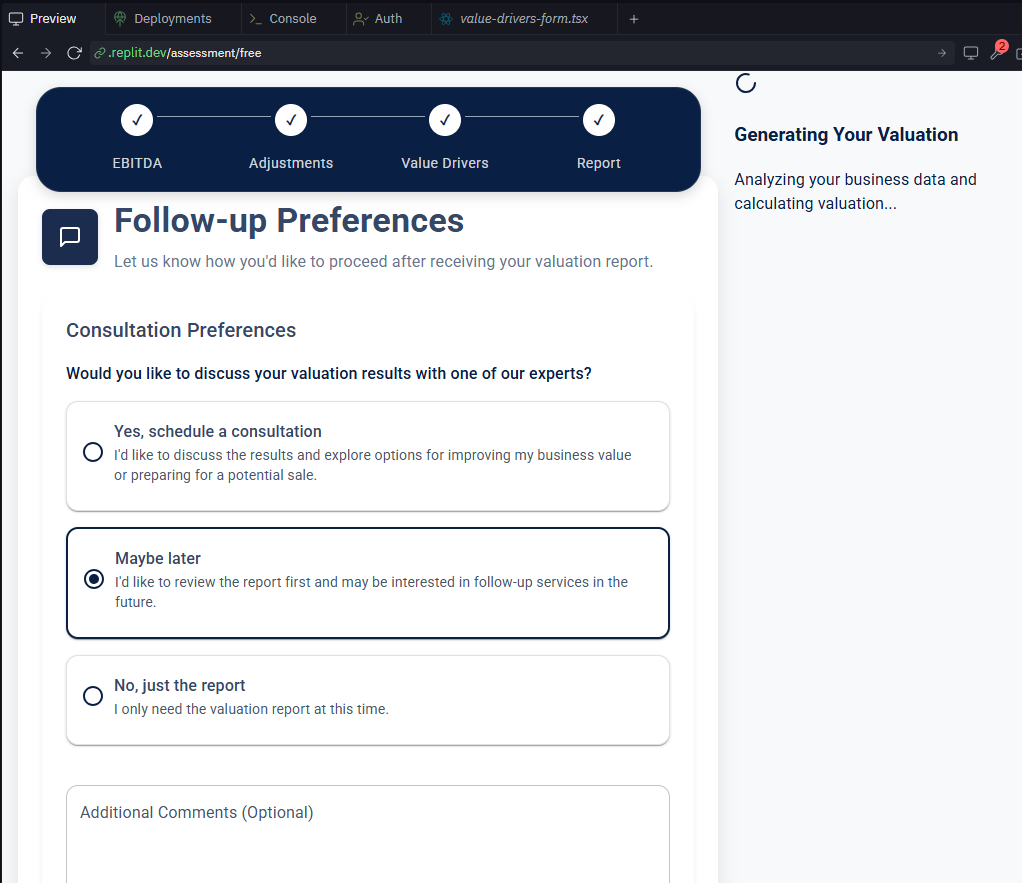 Preview
Deployments
Console
Auth
value-drivers-form.tsx
.replit.dev/assessment/free
2
EBITDA
Adjustments
Value Drivers
Report
Follow-up Preferences
Let us know how you'd like to proceed after receiving your valuation report.
Consultation Preferences
Would you like to discuss your valuation results with one of our experts?
Yes, schedule a consultation
I'd like to discuss the results and explore options for improving my business value
or preparing for a potential sale.
Maybe later
I'd like to review the report first and may be interested in follow-up services in the
future.
No, just the report
I only need the valuation report at this time.
Additional Comments (Optional)
Generating Your Valuation
Analyzing your business data and
calculating valuation...